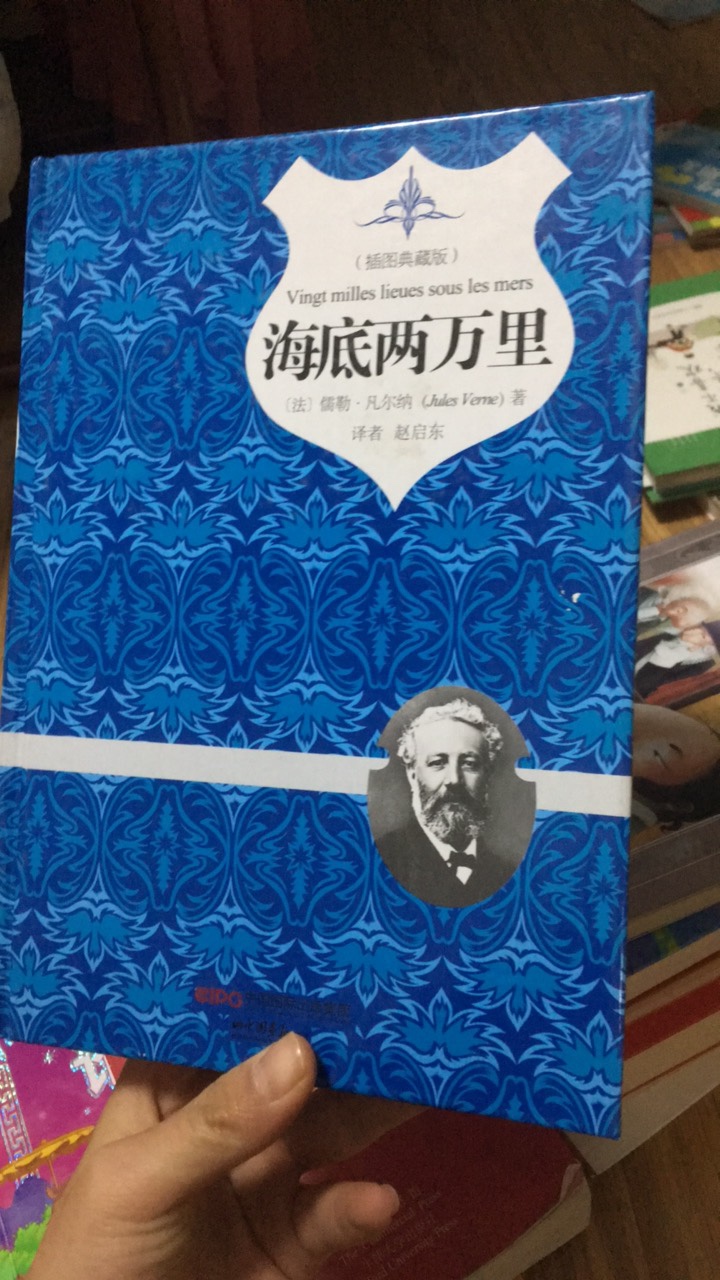 （插图典藏版）
Vingt milles lieues sous les mers
海底两万里
〔法〕儒勒·凡尔纳（Jules Verne）著
译者 赵启东